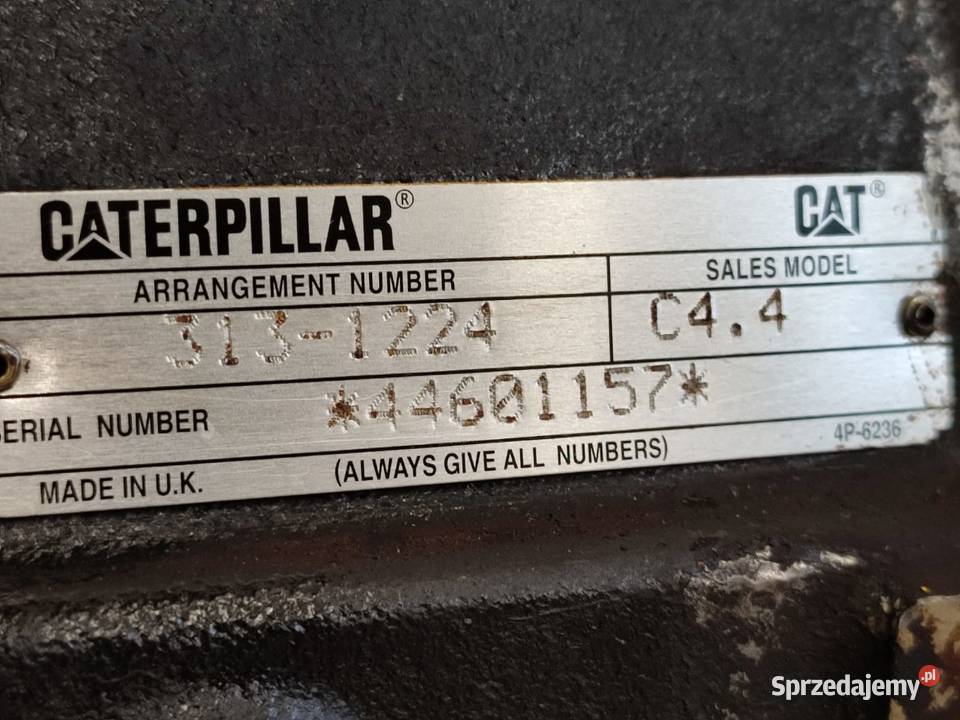 CATERPILLAR® CAT®
ARRANGEMENT NUMBER SALES MODEL
313-1224 C4.4
SERIAL NUMBER *44601157*
4P-6236
MADE IN U.K. (ALWAYS GIVE ALL NUMBERS)
Sprzedajemy.pl